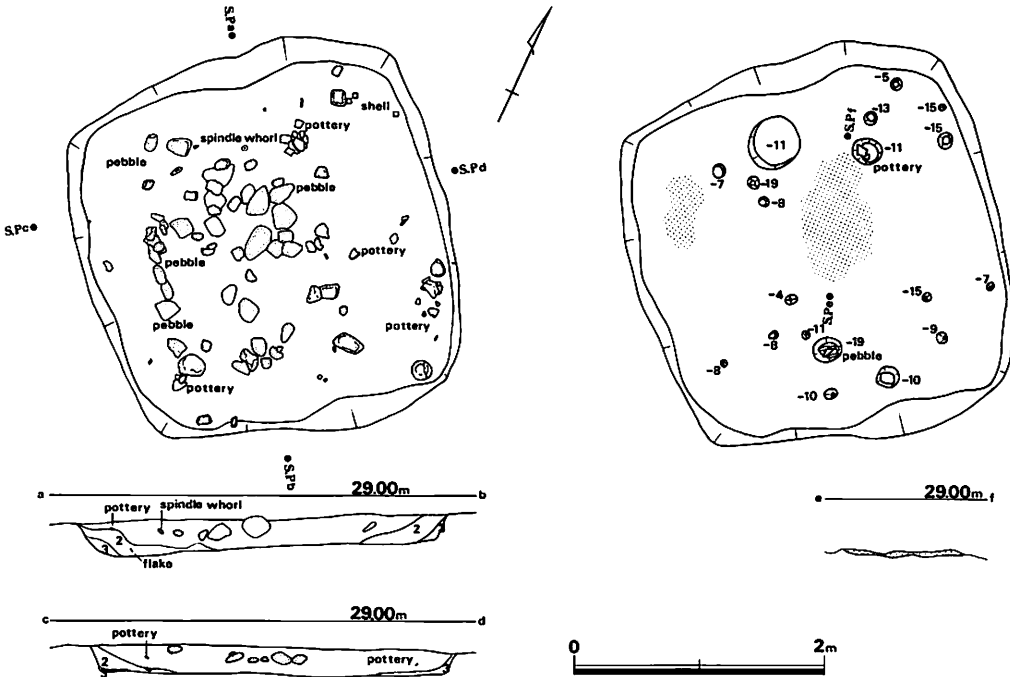 S.Pa
shell
pottery
spindle whorl
pebble
pebble
S.Pd
S.Pc
pottery
pebble
pebble
pottery
pottery
S.Pb
-5
-13
-15
S.Pf
-15
-11
-11
pottery
-7
-19
-8
-7
-4
-15
S.Pe
-11
-9
-8
-19
pebble
-8
-10
-10
a 29.00m b
pottery spindle whorl
2 2 3
3
flake
c 29.00m d
pottery
2 pottery 3
3
e 29.00m f
0 1 2m